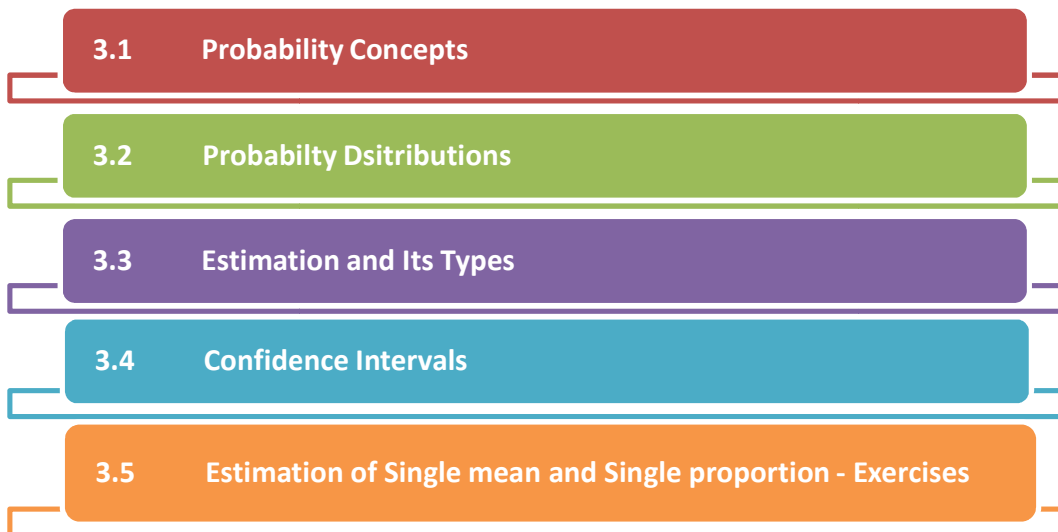 3.1 Probability Concepts
3.2 Probabilty Dsitributions
3.3 Estimation and Its Types
3.4 Confidence Intervals
3.5 Estimation of Single mean and Single proportion - Exercises